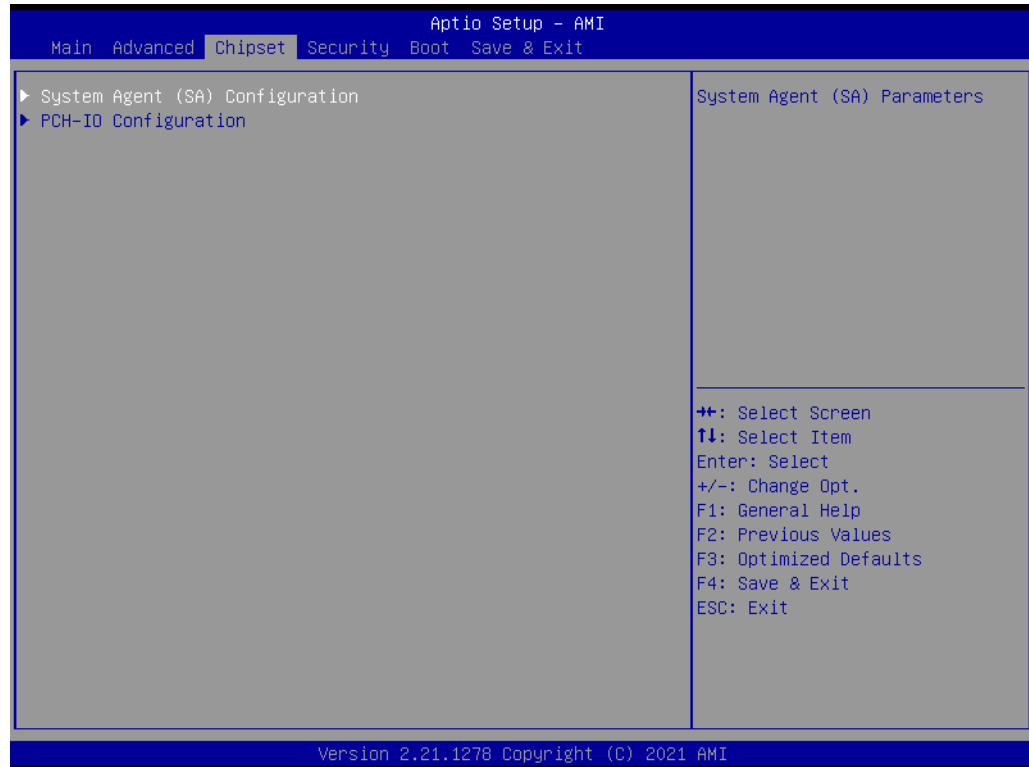 Aptio Setup – AMI
Main Advanced Chipset Security Boot Save & Exit
▶ System Agent (SA) Configuration
▶ PCH-IO Configuration
System Agent (SA) Parameters
→←: Select Screen
↑↓: Select Item
Enter: Select
+/-: Change Opt.
F1: General Help
F2: Previous Values
F3: Optimized Defaults
F4: Save & Exit
ESC: Exit
Version 2.21.1278 Copyright (C) 2021 AMI